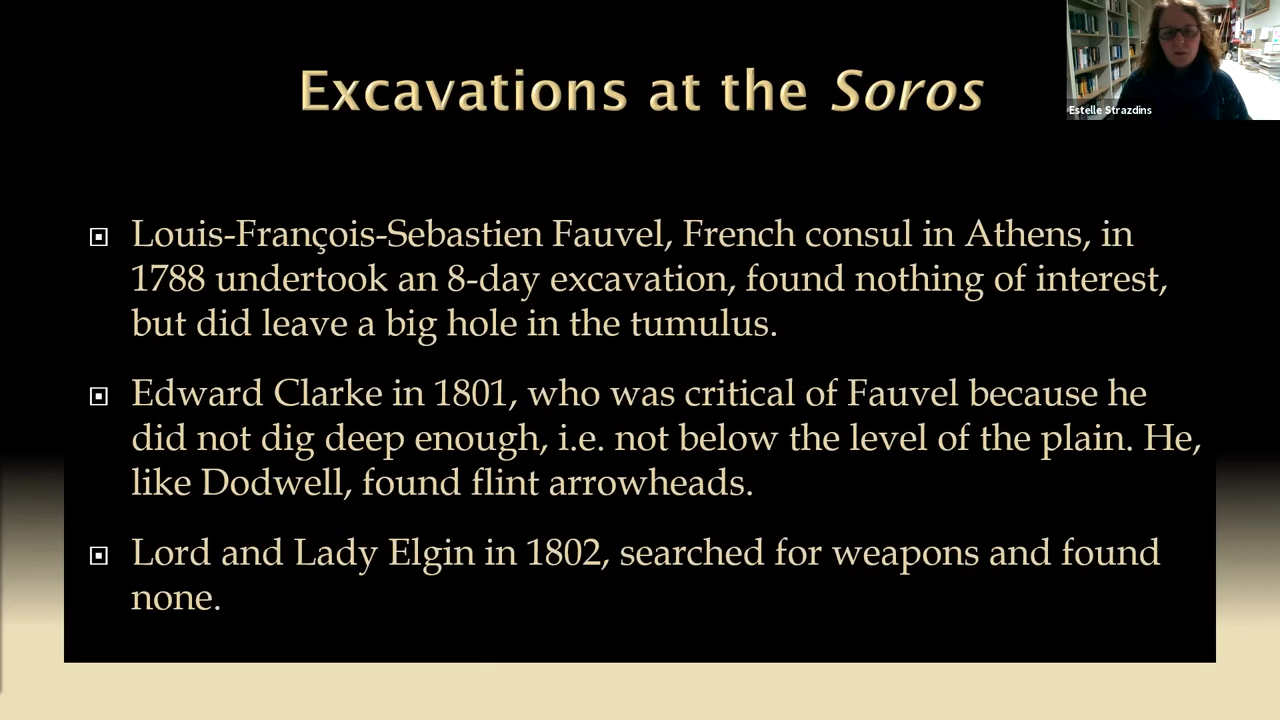 Excavations at the Soros
Estelle Strazdins
Louis-François-Sebastien Fauvel, French consul in Athens, in
1788 undertook an 8-day excavation, found nothing of interest,
but did leave a big hole in the tumulus.
Edward Clarke in 1801, who was critical of Fauvel because he
did not dig deep enough, i.e. not below the level of the plain. He,
like Dodwell, found flint arrowheads.
Lord and Lady Elgin in 1802, searched for weapons and found
none.